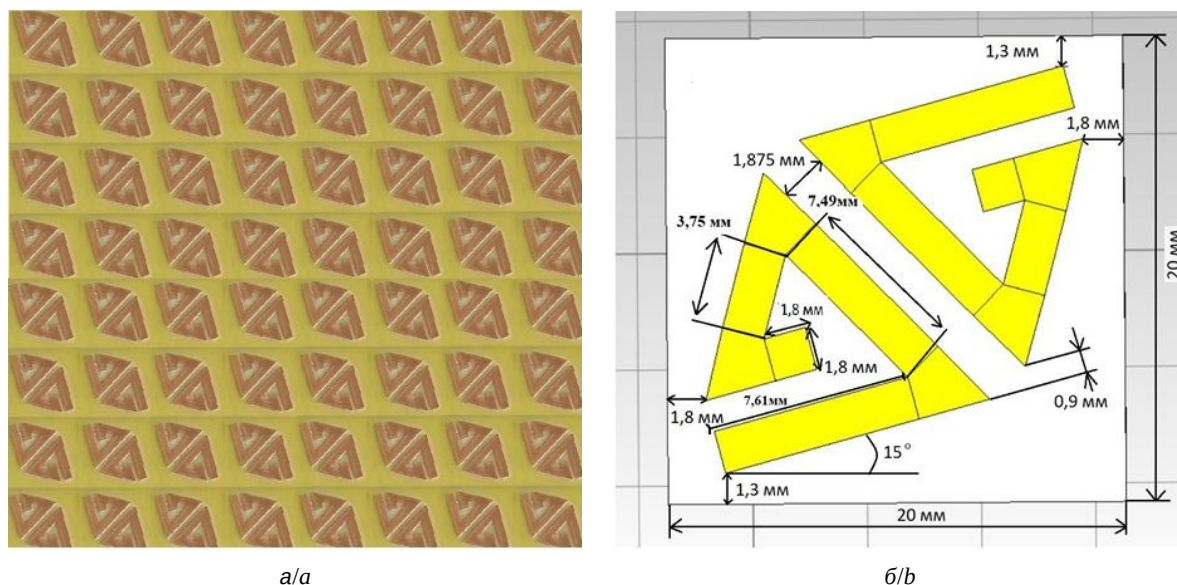 1,3 мм
1,8 мм
1,875 мм
7,49мм
3,75 мм
20 мм
1,8 мм
1,8 мм
7,61мм
1,8 мм
0,9 мм
15°
1,3 мм
20 мм
а/a
б/b